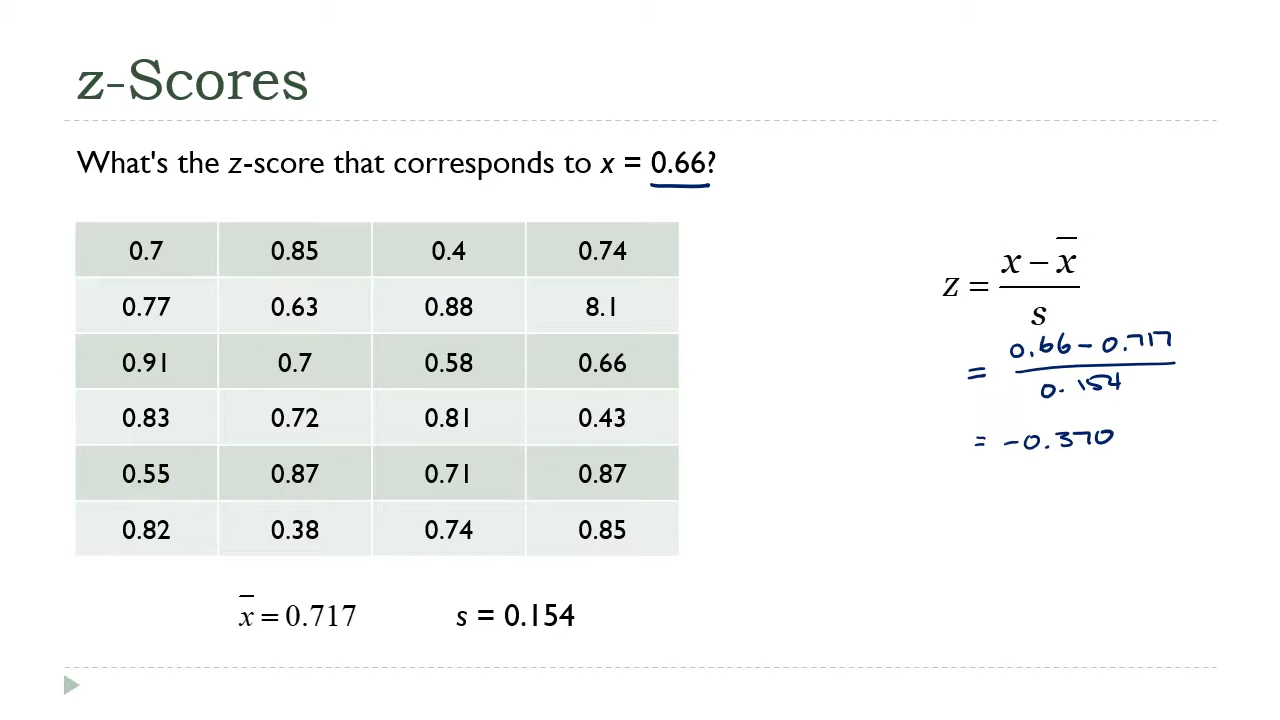 z-Scores
What's the z-score that corresponds to x = 0.66?
0.7 0.85 0.4 0.74
0.77 0.63 0.88 8.1
0.91 0.7 0.58 0.66
0.83 0.72 0.81 0.43
0.55 0.87 0.71 0.87
0.82 0.38 0.74 0.85
x̅ = 0.717 s = 0.154
z = x − x̅
s
= 0.66 − 0.717
0.154
= −0.370